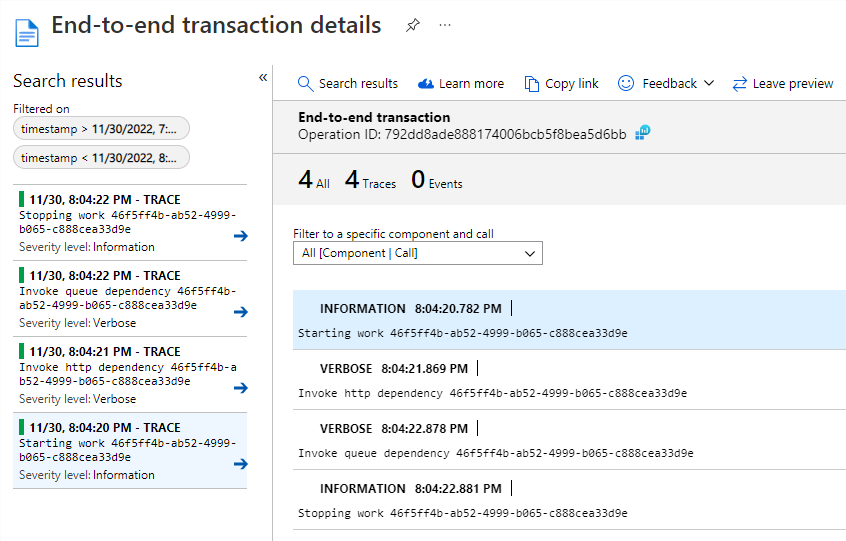 End-to-end transaction details
Search results
Filtered on
timestamp > 11/30/2022, 7:...
timestamp < 11/30/2022, 8:...
11/30, 8:04:22 PM - TRACE
Stopping work 46f5ff4b-ab52-4999-
b065-c888cea33d9e
Severity level: Information
11/30, 8:04:22 PM - TRACE
Invoke queue dependency 46f5ff4b-
ab52-4999-b065-c888cea33d9e
Severity level: Verbose
11/30, 8:04:21 PM - TRACE
Invoke http dependency 46f5ff4b-a
b52-4999-b065-c888cea33d9e
Severity level: Verbose
11/30, 8:04:20 PM - TRACE
Starting work 46f5ff4b-ab52-4999-
b065-c888cea33d9e
Severity level: Information
Search results Learn more Copy link Feedback Leave preview
End-to-end transaction
Operation ID: 792dd8ade888174006bcb5f8bea5d6bb
4 All 4 Traces 0 Events
Filter to a specific component and call
All [Component | Call]
INFORMATION 8:04:20.782 PM
Starting work 46f5ff4b-ab52-4999-b065-c888cea33d9e
VERBOSE 8:04:21.869 PM
Invoke http dependency 46f5ff4b-ab52-4999-b065-c888cea33d9e
VERBOSE 8:04:22.878 PM
Invoke queue dependency 46f5ff4b-ab52-4999-b065-c888cea33d9e
INFORMATION 8:04:22.881 PM
Stopping work 46f5ff4b-ab52-4999-b065-c888cea33d9e